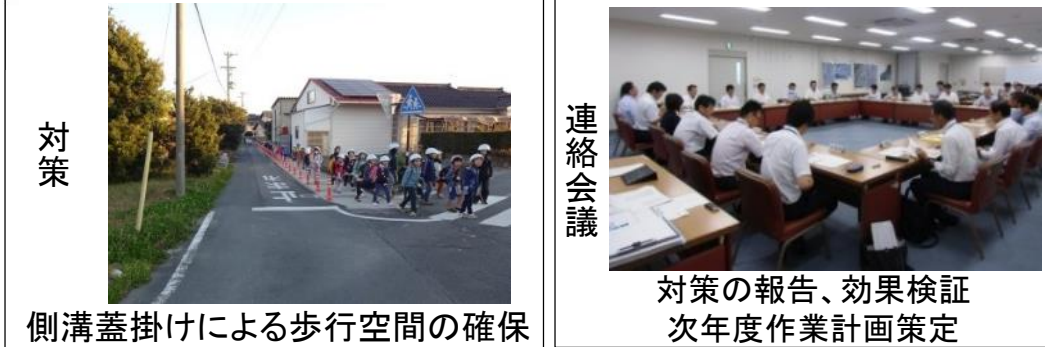 対策
側溝蓋掛けによる歩行空間の確保
連絡会議
対策の報告、効果検証
次年度作業計画策定